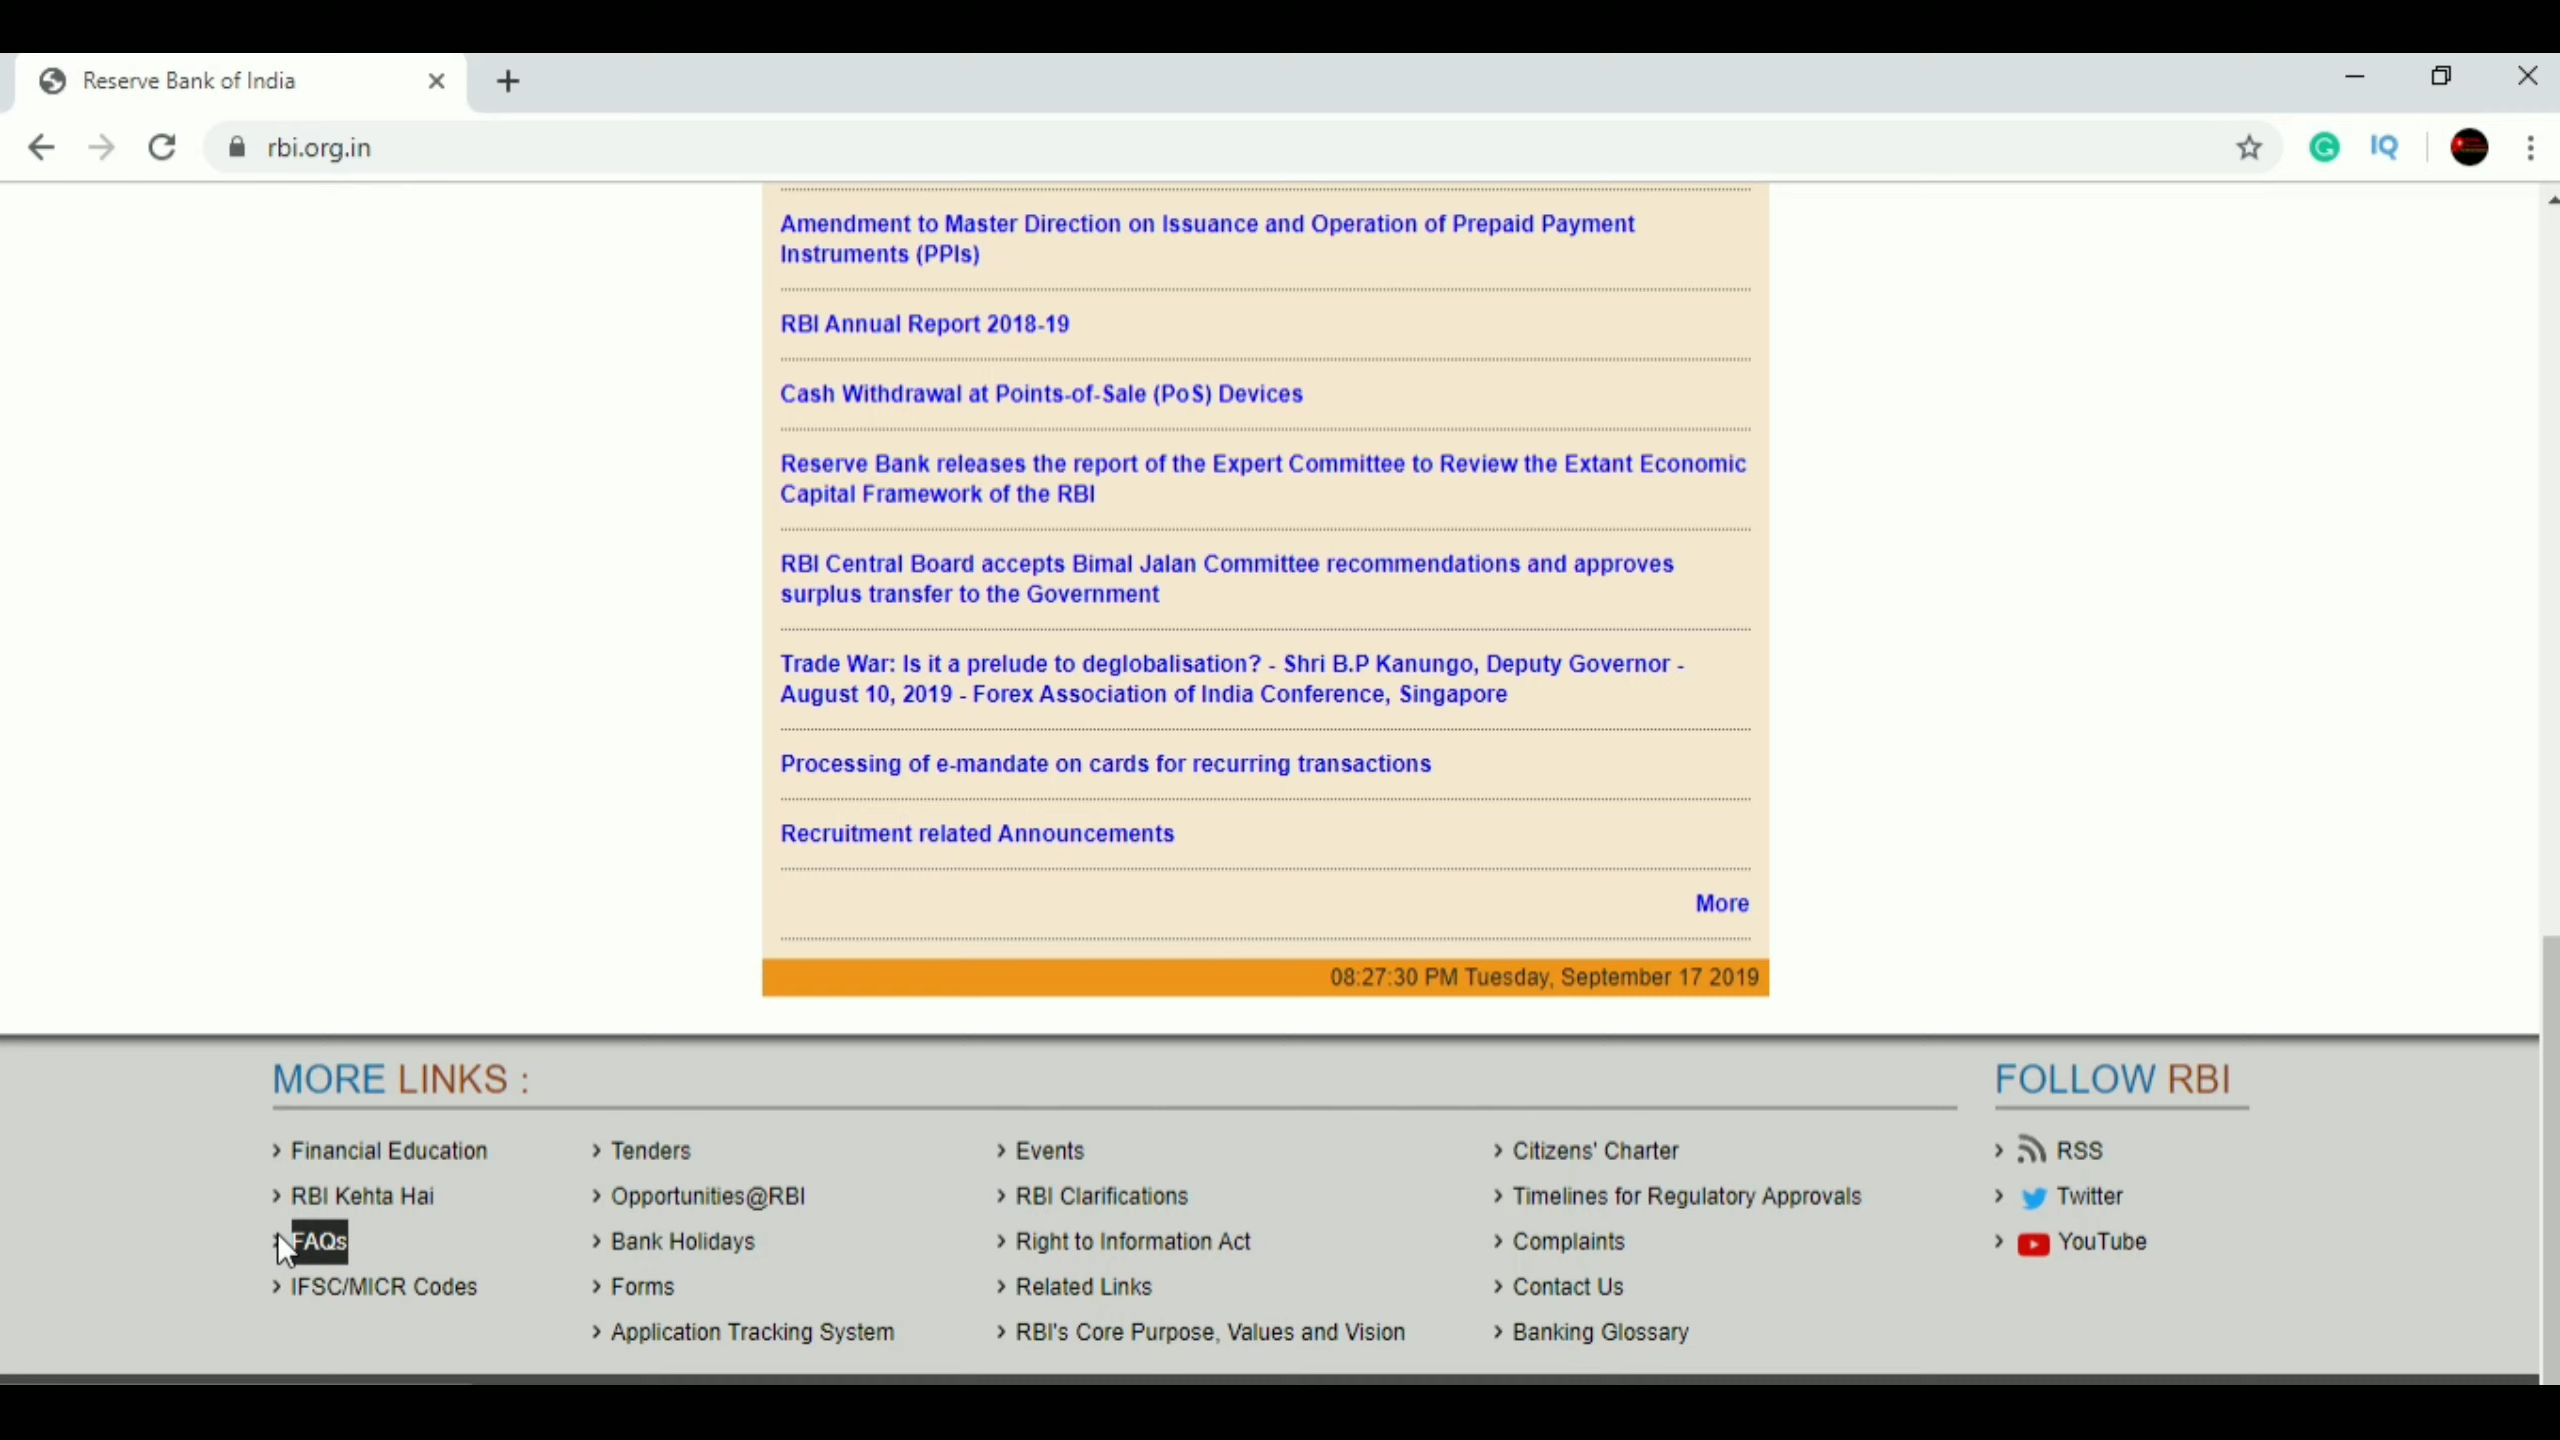 Reserve Bank of India
rbi.org.in
IQ
Amendment to Master Direction on Issuance and Operation of Prepaid Payment
Instruments (PPIs)
RBI Annual Report 2018-19
Cash Withdrawal at Points-of-Sale (PoS) Devices
Reserve Bank releases the report of the Expert Committee to Review the Extant Economic
Capital Framework of the RBI
RBI Central Board accepts Bimal Jalan Committee recommendations and approves
surplus transfer to the Government
Trade War: Is it a prelude to deglobalisation? - Shri B.P Kanungo, Deputy Governor -
August 10, 2019 - Forex Association of India Conference, Singapore
Processing of e-mandate on cards for recurring transactions
Recruitment related Announcements
More
08:27:30 PM Tuesday, September 17 2019
MORE LINKS :
Financial Education
RBI Kehta Hai
FAQs
IFSC/MICR Codes
Tenders
Opportunities@RBI
Bank Holidays
Forms
Application Tracking System
Events
RBI Clarifications
Right to Information Act
Related Links
RBI's Core Purpose, Values and Vision
Citizens' Charter
Timelines for Regulatory Approvals
Complaints
Contact Us
Banking Glossary
FOLLOW RBI
RSS
Twitter
YouTube